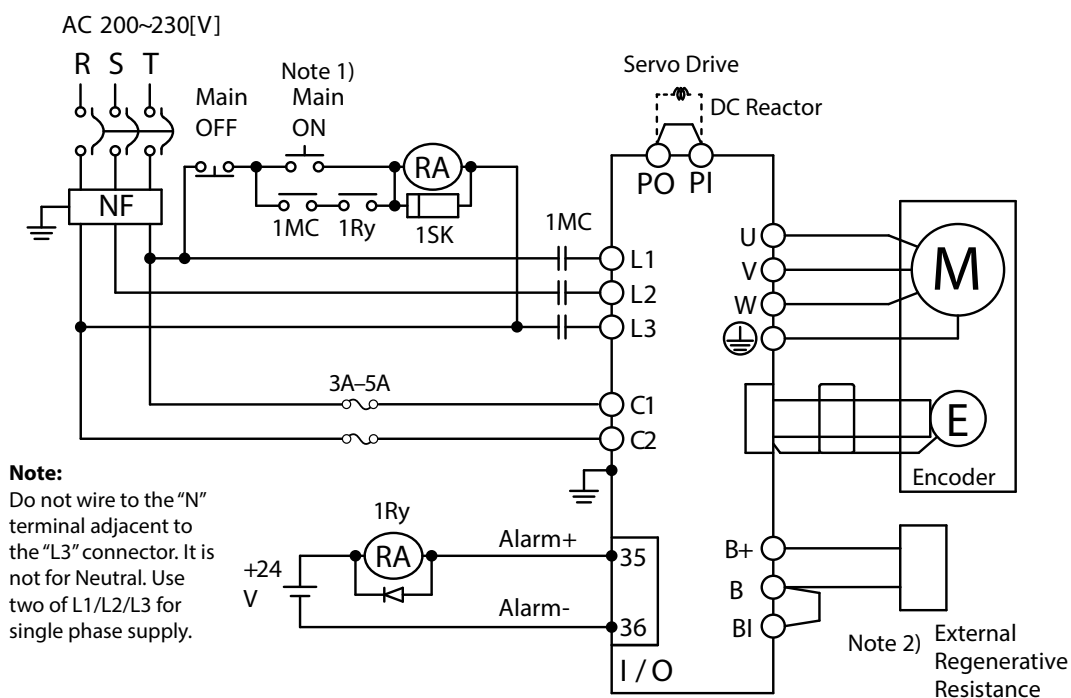 AC 200~230[V]
R S T
Note 1)
Main
OFF
Main
ON
RA
NF
1MC 1Ry 1SK
1MC
Servo Drive
DC Reactor
PO PI
L1
L2
L3
U
V
W
M
3A–5A
C1
C2
E
Encoder
Note:
Do not wire to the “N”
terminal adjacent to
the “L3” connector. It is
not for Neutral. Use
two of L1/L2/L3 for
single phase supply.
1Ry
+24
V
RA
Alarm+
Alarm-
35
36
I / O
B+
B
BI
Note 2)
External
Regenerative
Resistance